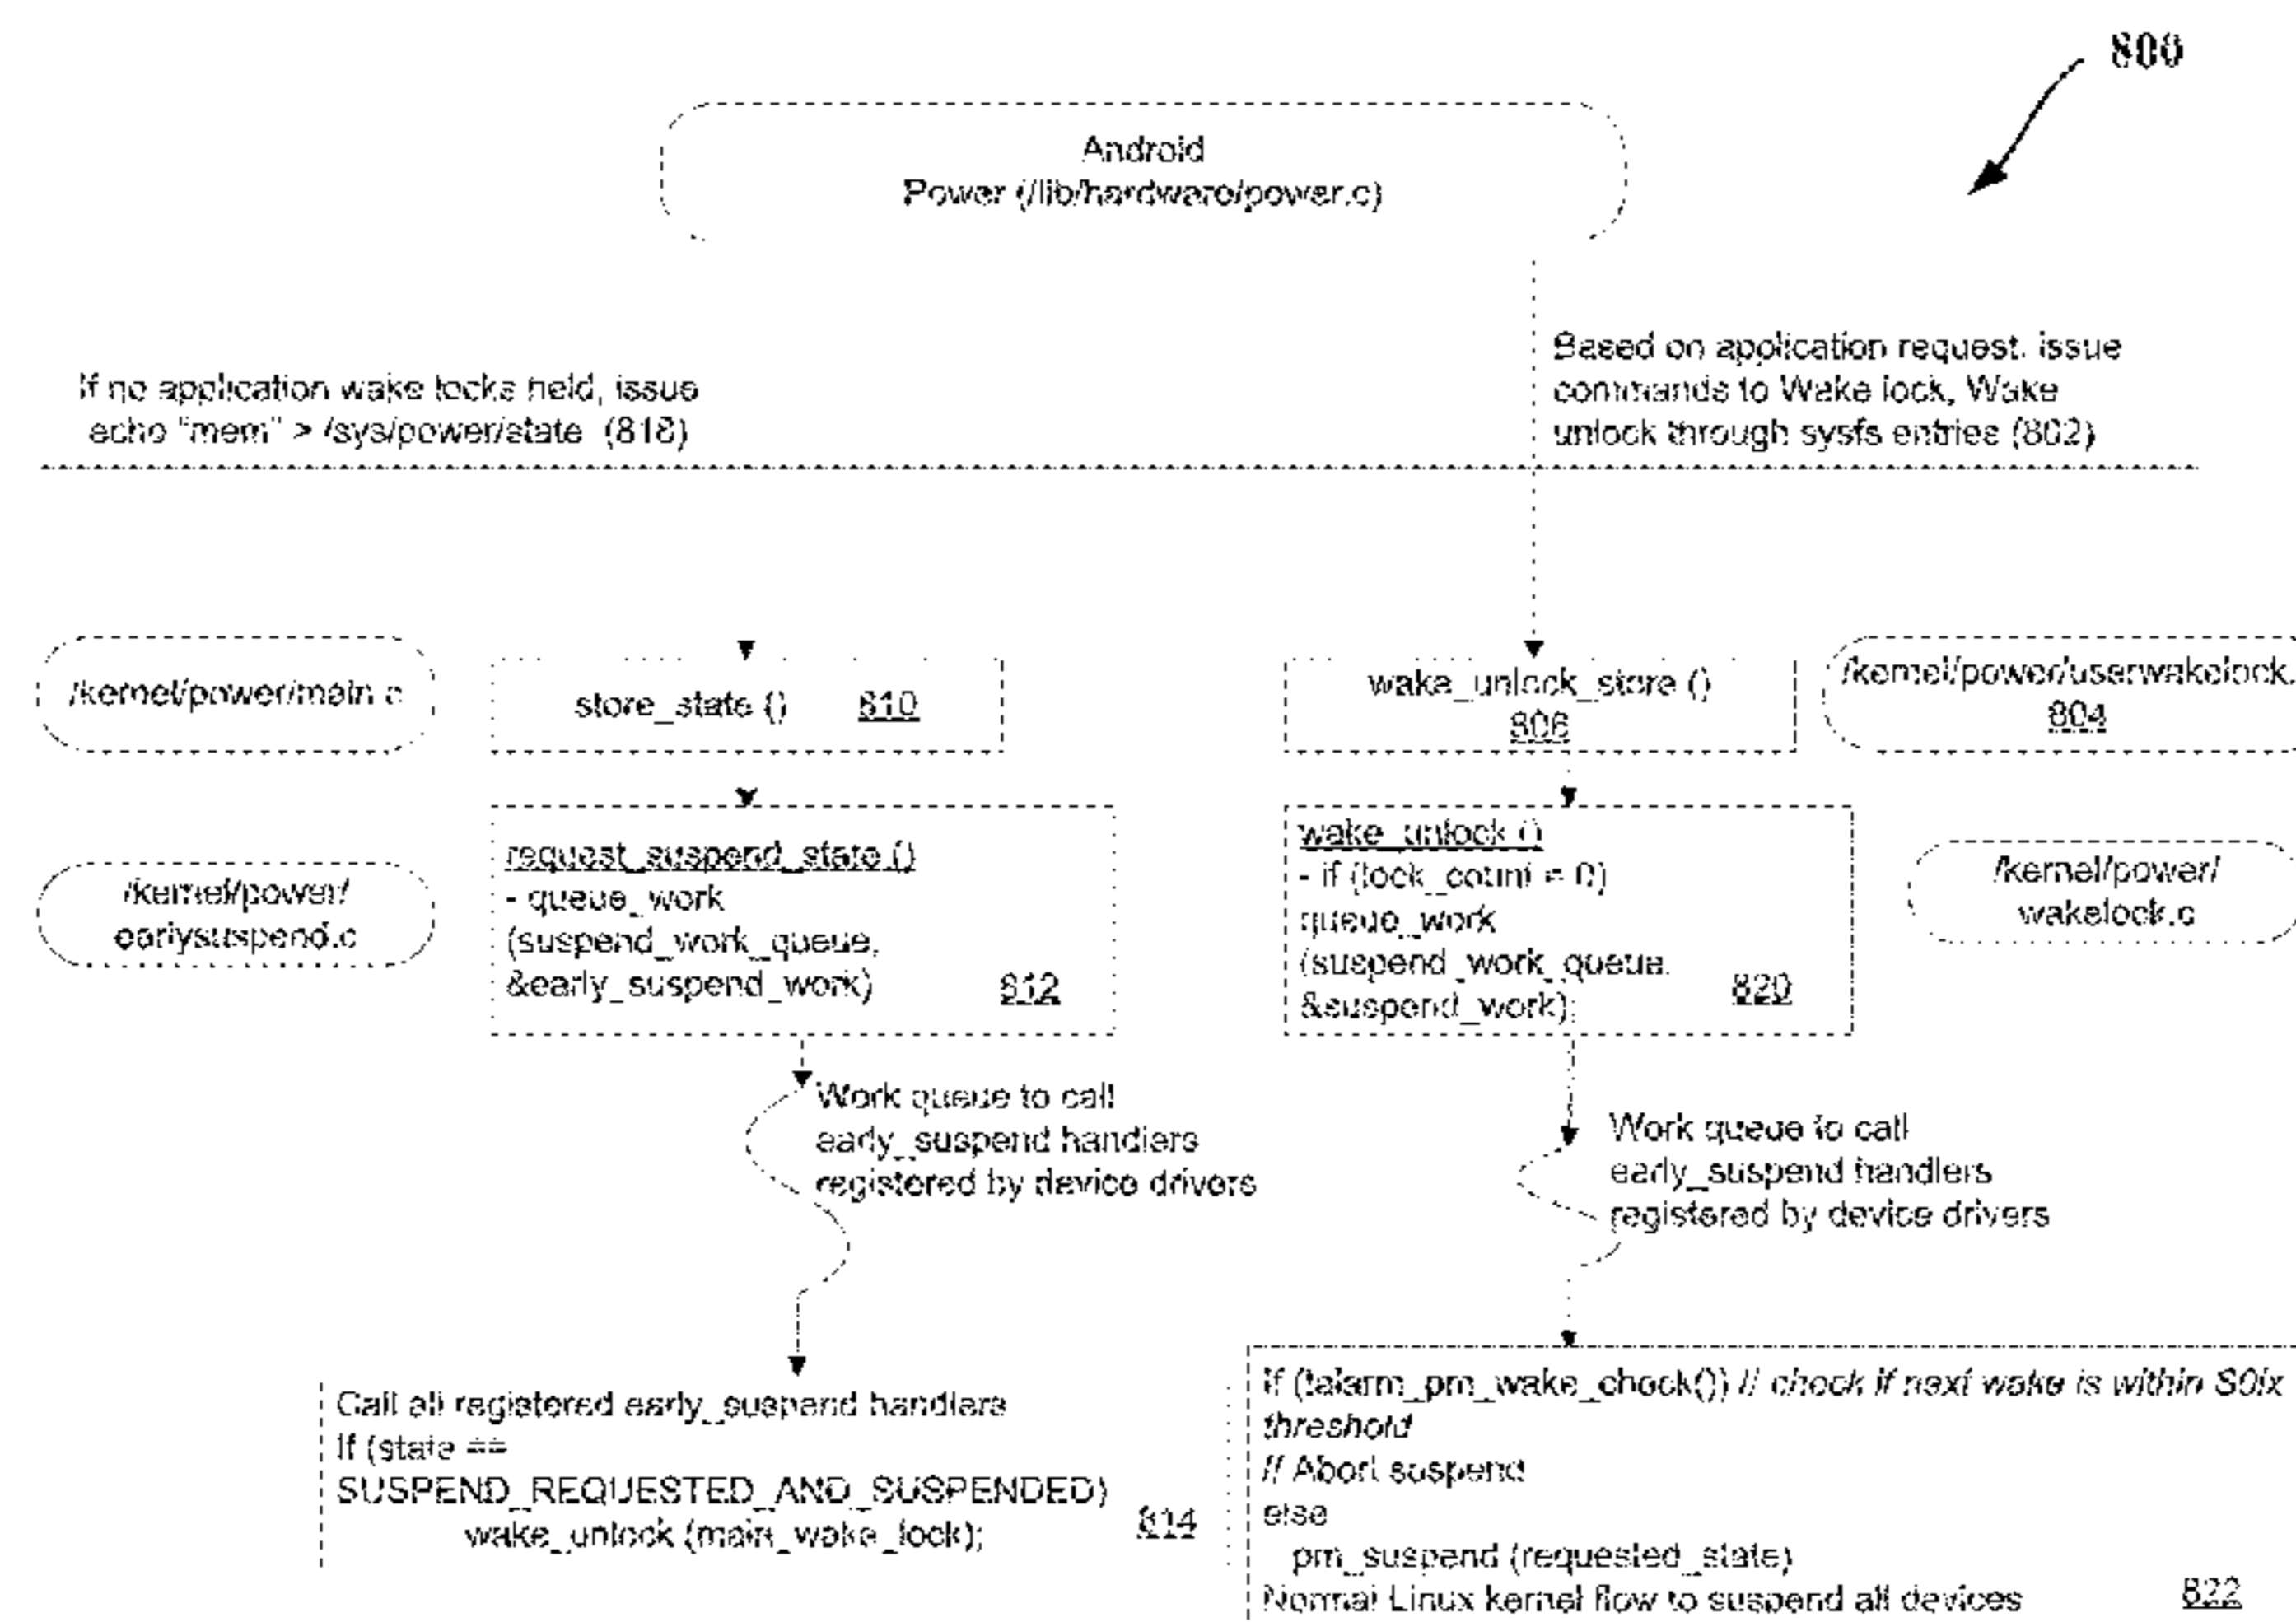 800
Android
Power (/lib/hardware/power.c)
If no application wake locks held, issue
echo "mem" > /sys/power/state (818)
Based on application request, issue
commands to Wake lock, Wake
unlock through sysfs entries (802)
/kernel/power/main.c
store_state () 810
wake_unlock_store ()
806
/kernel/power/userwakelock.
804
/kernel/power/
earlysuspend.c
request_suspend_state ()
- queue_work
(suspend_work_queue,
&early_suspend_work) 812
wake_unlock ()
- if (lock_count = 0)
queue_work
(suspend_work_queue,
&suspend_work); 820
/kernel/power/
wakelock.c
Work queue to call
early_suspend handlers
registered by device drivers
Work queue to call
early_suspend handlers
registered by device drivers
Call all registered early_suspend handlers
If (state ==
SUSPEND_REQUESTED_AND_SUSPENDED)
wake_unlock (main_wake_lock); 814
If (!alarm_pm_wake_check()) // check if next wake is within S0ix
threshold
// Abort suspend
else
pm_suspend (requested_state)
Normal Linux kernel flow to suspend all devices 822